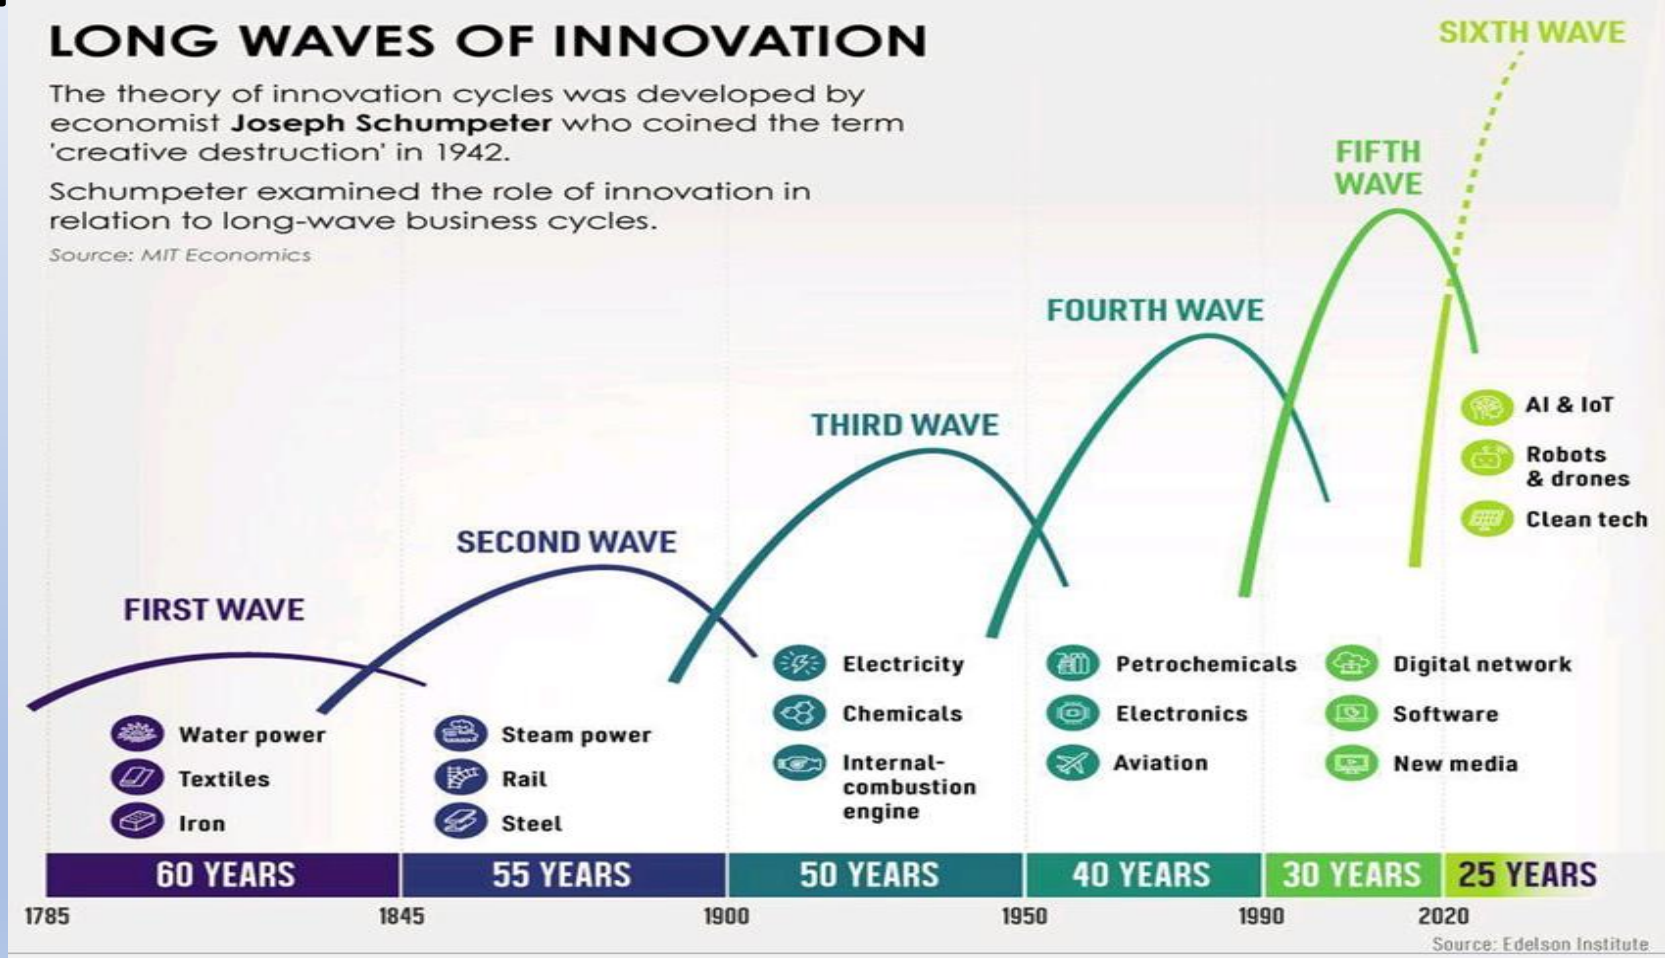 LONG WAVES OF INNOVATION
The theory of innovation cycles was developed by
economist Joseph Schumpeter who coined the term
'creative destruction' in 1942.
Schumpeter examined the role of innovation in
relation to long-wave business cycles.
Source: MIT Economics
FIRST WAVE
SECOND WAVE
THIRD WAVE
FOURTH WAVE
FIFTH
WAVE
SIXTH WAVE
Water power
Textiles
Iron
Steam power
Rail
Steel
Electricity
Chemicals
Internal-
combustion
engine
Petrochemicals
Electronics
Aviation
Digital network
Software
New media
AI & IoT
Robots
& drones
Clean tech
60 YEARS
55 YEARS
50 YEARS
40 YEARS
30 YEARS
25 YEARS
1785
1845
1900
1950
1990
2020
Source: Edelson Institute